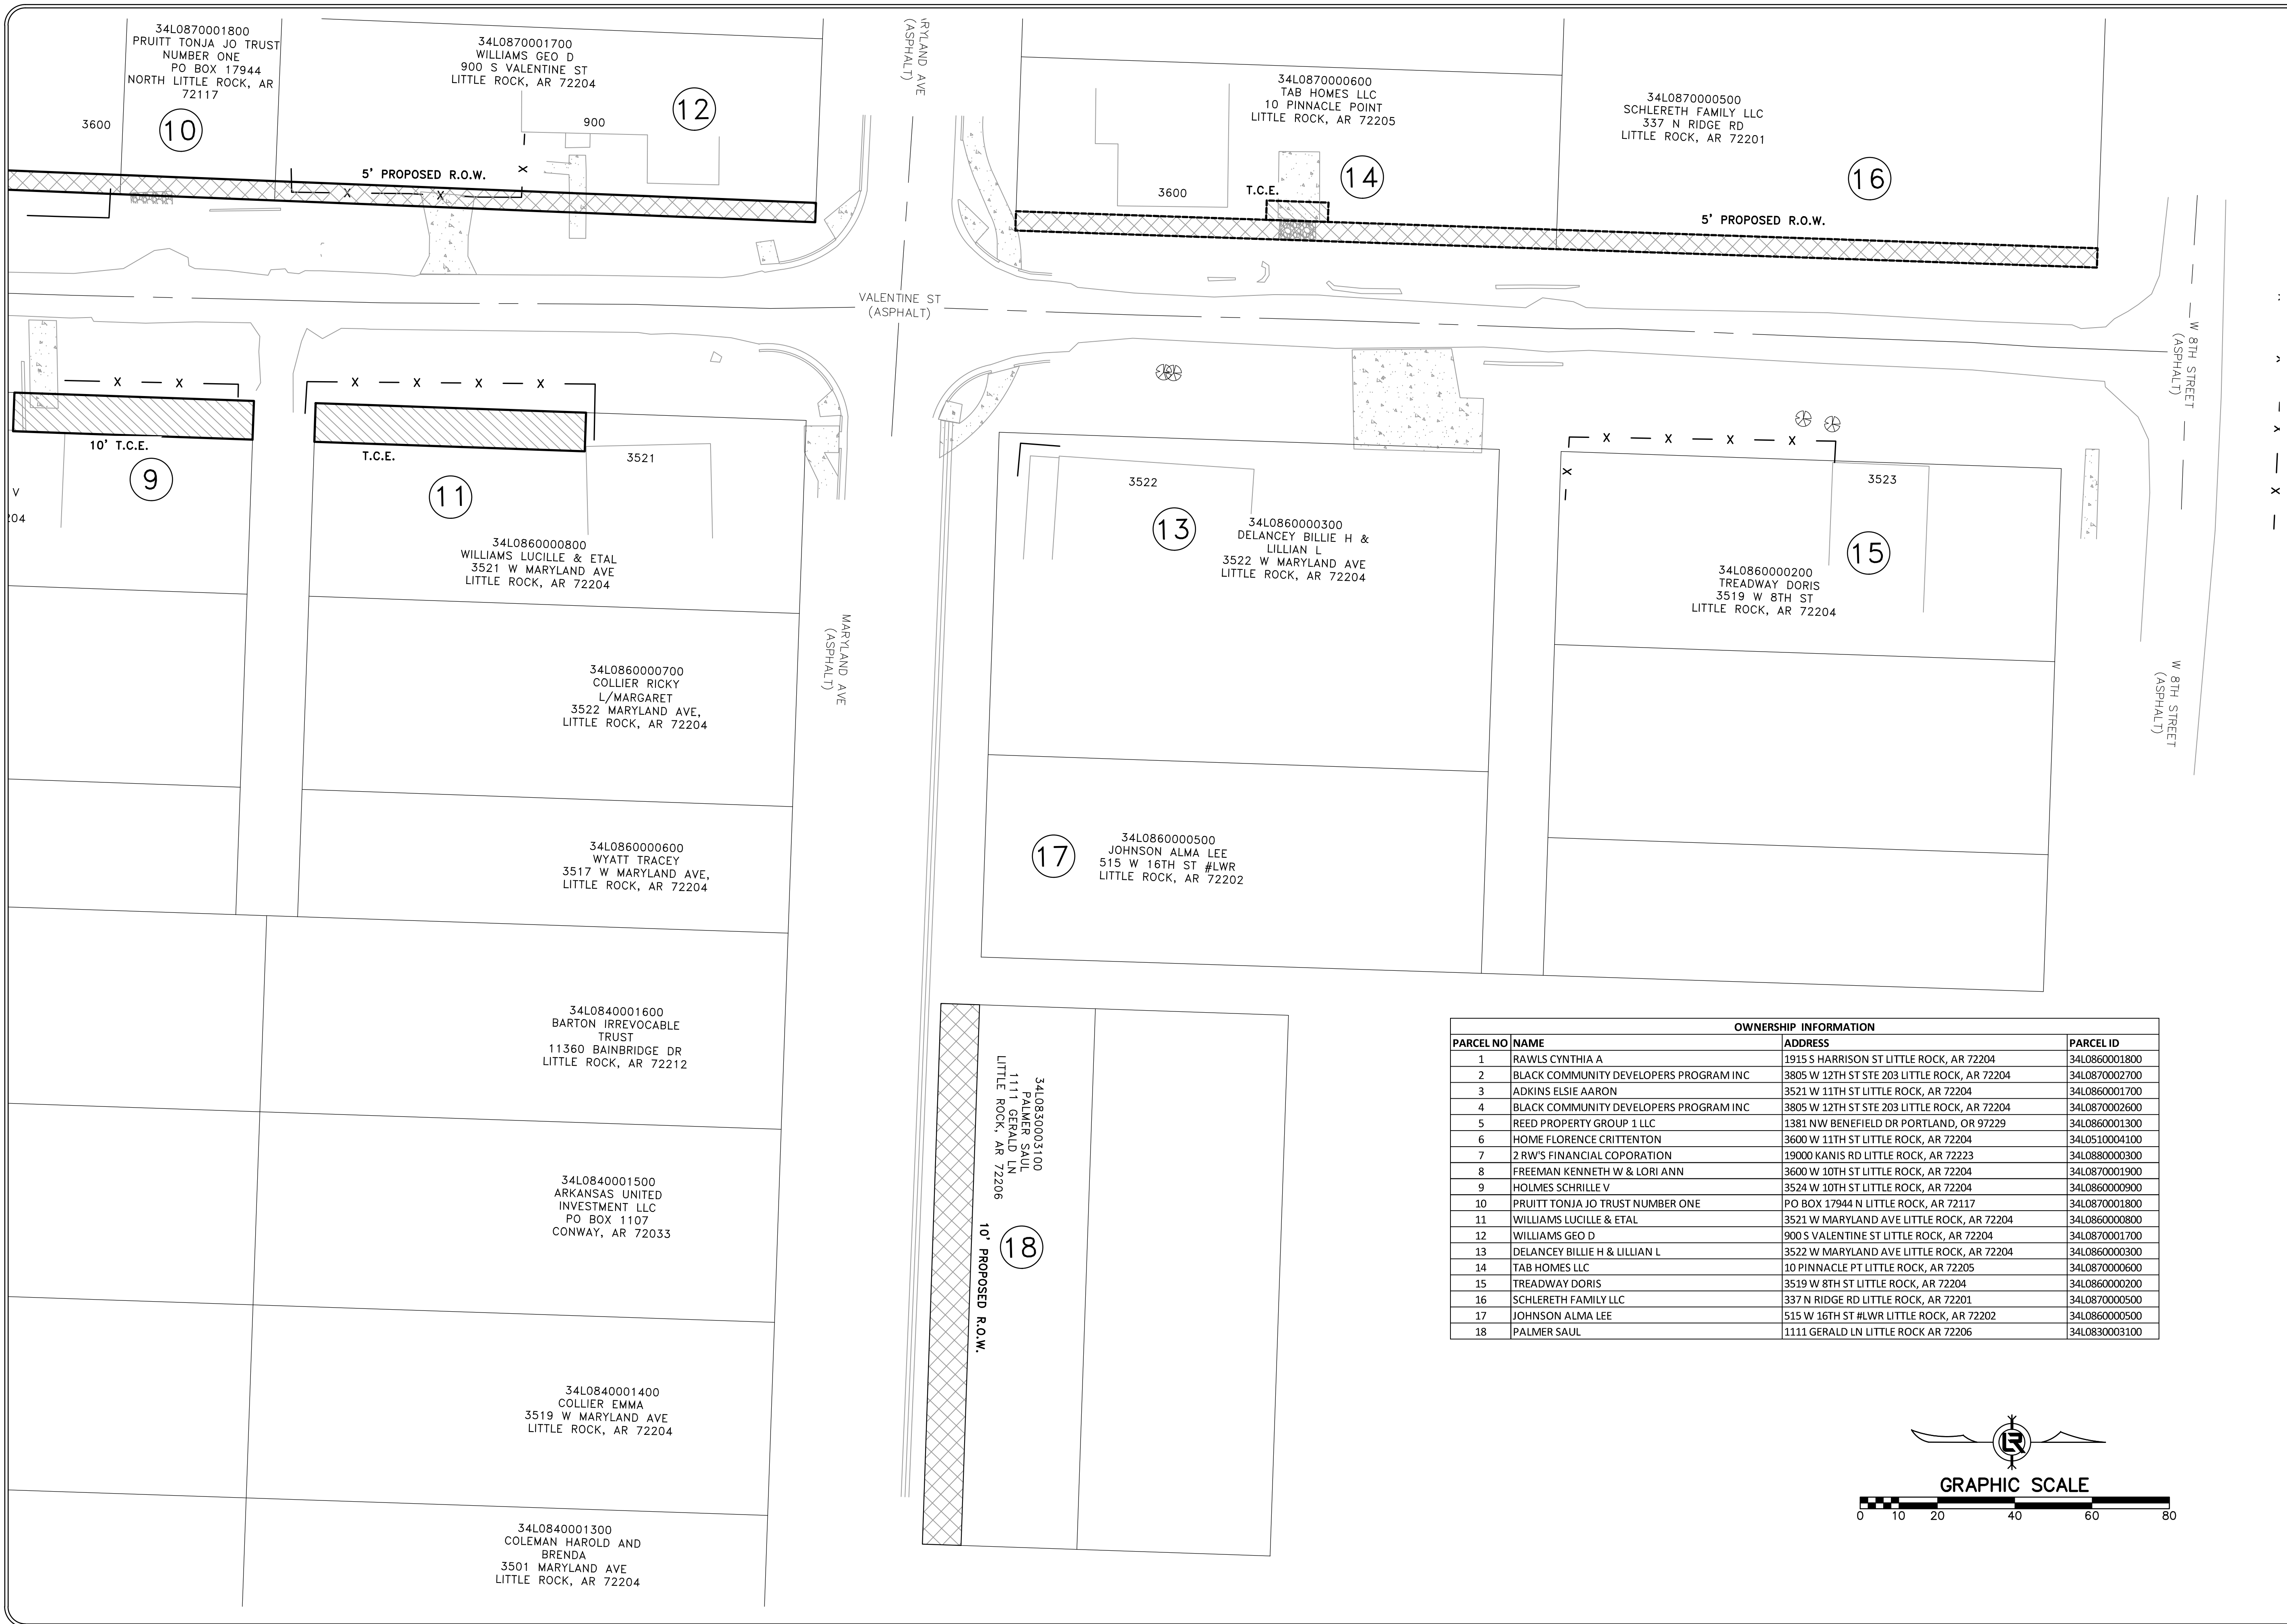 34L0870001800
PRUITT TONJA JO TRUST
NUMBER ONE
PO BOX 17944
NORTH LITTLE ROCK, AR
72117
3600
10
34L0870001700
WILLIAMS GEO D
900 S VALENTINE ST
LITTLE ROCK, AR 72204
900
12
5' PROPOSED R.O.W.
X
X
X
RYLAND AVE
(ASPHALT)
34L0870000600
TAB HOMES LLC
10 PINNACLE POINT
LITTLE ROCK, AR 72205
3600
T.C.E.
14
34L0870000500
SCHLERETH FAMILY LLC
337 N RIDGE RD
LITTLE ROCK, AR 72201
16
5' PROPOSED R.O.W.
VALENTINE ST
(ASPHALT)
W 8TH STREET
(ASPHALT)
X X
10' T.C.E.
9
V
204
X X X X
T.C.E.
3521
11
34L0860000800
WILLIAMS LUCILLE & ETAL
3521 W MARYLAND AVE
LITTLE ROCK, AR 72204
3522
13
34L0860000300
DELANCEY BILLIE H &
LILLIAN L
3522 W MARYLAND AVE
LITTLE ROCK, AR 72204
X X X X
X
3523
15
34L0860000200
TREADWAY DORIS
3519 W 8TH ST
LITTLE ROCK, AR 72204
X
X
MARYLAND AVE
(ASPHALT)
W 8TH STREET
(ASPHALT)
34L0860000700
COLLIER RICKY
L/MARGARET
3522 MARYLAND AVE,
LITTLE ROCK, AR 72204
34L0860000600
WYATT TRACEY
3517 W MARYLAND AVE,
LITTLE ROCK, AR 72204
17
34L0860000500
JOHNSON ALMA LEE
515 W 16TH ST #LWR
LITTLE ROCK, AR 72202
34L0840001600
BARTON IRREVOCABLE
TRUST
11360 BAINBRIDGE DR
LITTLE ROCK, AR 72212
34L0840001500
ARKANSAS UNITED
INVESTMENT LLC
PO BOX 1107
CONWAY, AR 72033
34L0840001400
COLLIER EMMA
3519 W MARYLAND AVE
LITTLE ROCK, AR 72204
34L0840001300
COLEMAN HAROLD AND
BRENDA
3501 MARYLAND AVE
LITTLE ROCK, AR 72204
34L0830003100
PALMER SAUL
1111 GERALD LN
LITTLE ROCK, AR 72206
18
10' PROPOSED R.O.W.
OWNERSHIP INFORMATION
PARCEL NO NAME ADDRESS PARCEL ID
1 RAWLS CYNTHIA A 1915 S HARRISON ST LITTLE ROCK, AR 72204 34L0860001800
2 BLACK COMMUNITY DEVELOPERS PROGRAM INC 3805 W 12TH ST STE 203 LITTLE ROCK, AR 72204 34L0870002700
3 ADKINS ELSIE AARON 3521 W 11TH ST LITTLE ROCK, AR 72204 34L0860001700
4 BLACK COMMUNITY DEVELOPERS PROGRAM INC 3805 W 12TH ST STE 203 LITTLE ROCK, AR 72204 34L0870002600
5 REED PROPERTY GROUP 1 LLC 1381 NW BENEFIELD DR PORTLAND, OR 97229 34L0860001300
6 HOME FLORENCE CRITTENTON 3600 W 11TH ST LITTLE ROCK, AR 72204 34L0510004100
7 2 RW'S FINANCIAL COPORATION 19000 KANIS RD LITTLE ROCK, AR 72223 34L0880000300
8 FREEMAN KENNETH W & LORI ANN 3600 W 10TH ST LITTLE ROCK, AR 72204 34L0870001900
9 HOLMES SCHRILLE V 3524 W 10TH ST LITTLE ROCK, AR 72204 34L0860000900
10 PRUITT TONJA JO TRUST NUMBER ONE PO BOX 17944 N LITTLE ROCK, AR 72117 34L0870001800
11 WILLIAMS LUCILLE & ETAL 3521 W MARYLAND AVE LITTLE ROCK, AR 72204 34L0860000800
12 WILLIAMS GEO D 900 S VALENTINE ST LITTLE ROCK, AR 72204 34L0870001700
13 DELANCEY BILLIE H & LILLIAN L 3522 W MARYLAND AVE LITTLE ROCK, AR 72204 34L0860000300
14 TAB HOMES LLC 10 PINNACLE PT LITTLE ROCK, AR 72205 34L0870000600
15 TREADWAY DORIS 3519 W 8TH ST LITTLE ROCK, AR 72204 34L0860000200
16 SCHLERETH FAMILY LLC 337 N RIDGE RD LITTLE ROCK, AR 72201 34L0870000500
17 JOHNSON ALMA LEE 515 W 16TH ST #LWR LITTLE ROCK, AR 72202 34L0860000500
18 PALMER SAUL 1111 GERALD LN LITTLE ROCK AR 72206 34L0830003100
LR
GRAPHIC SCALE
0 10 20 40 60 80